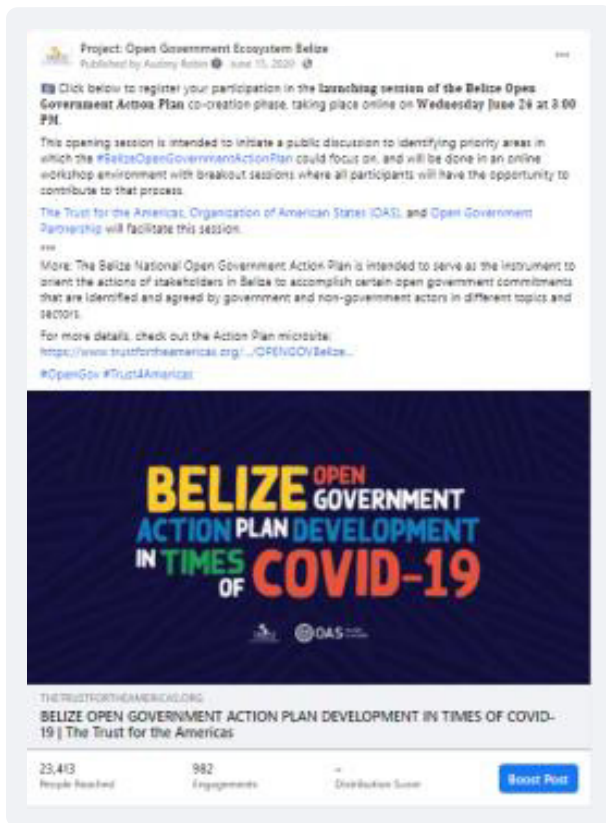 Project: Open Government Ecosystem Belize
Published by Audrey Robin · June 15, 2020 ·
Click below to register your participation in the launching session of the Belize Open
Government Action Plan co-creation phase, taking place online on Wednesday June 24 at 3:00
PM.
This opening session is intended to initiate a public discussion to identifying priority areas in
which the #BelizeOpenGovernmentActionPlan could focus on, and will be done in an online
workshop environment with breakout sessions where all participants will have the opportunity to
contribute to that process.
The Trust for the Americas, Organization of American States (OAS), and Open Government
Partnership will facilitate this session.
***
More: The Belize National Open Government Action Plan is intended to serve as the instrument to
orient the actions of stakeholders in Belize to accomplish certain open government commitments
that are identified and agreed by government and non-government actors in different topics and
sectors.
For more details, check out the Action Plan microsite:
https://www.trustfortheamericas.org/.../OPENGOVBelize...
#OpenGov #Trust4Americas
BELIZE OPEN
GOVERNMENT
ACTION PLAN DEVELOPMENT
IN TIMES
OF COVID-19
OAS
THETRUSTFORTHEAMERICAS.ORG
BELIZE OPEN GOVERNMENT ACTION PLAN DEVELOPMENT IN TIMES OF COVID-
19 | The Trust for the Americas
23,413 982 –
People Reached Engagements Distribution Score
Boost Post